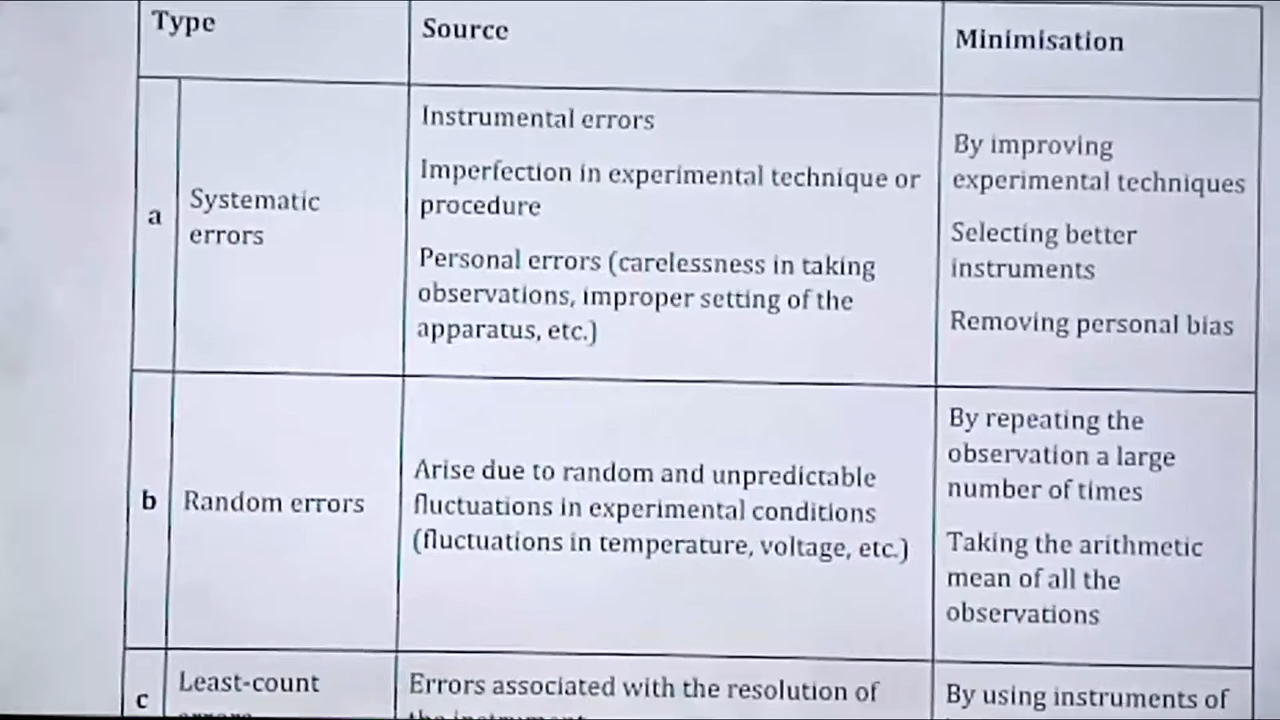 Type
Source
Minimisation
a
Systematic
errors
Instrumental errors
Imperfection in experimental technique or
procedure
Personal errors (carelessness in taking
observations, improper setting of the
apparatus, etc.)
By improving
experimental techniques
Selecting better
instruments
Removing personal bias
b
Random errors
Arise due to random and unpredictable
fluctuations in experimental conditions
(fluctuations in temperature, voltage, etc.)
By repeating the
observation a large
number of times
Taking the arithmetic
mean of all the
observations
c
Least-count
errors
Errors associated with the resolution of
the instrument
By using instruments of